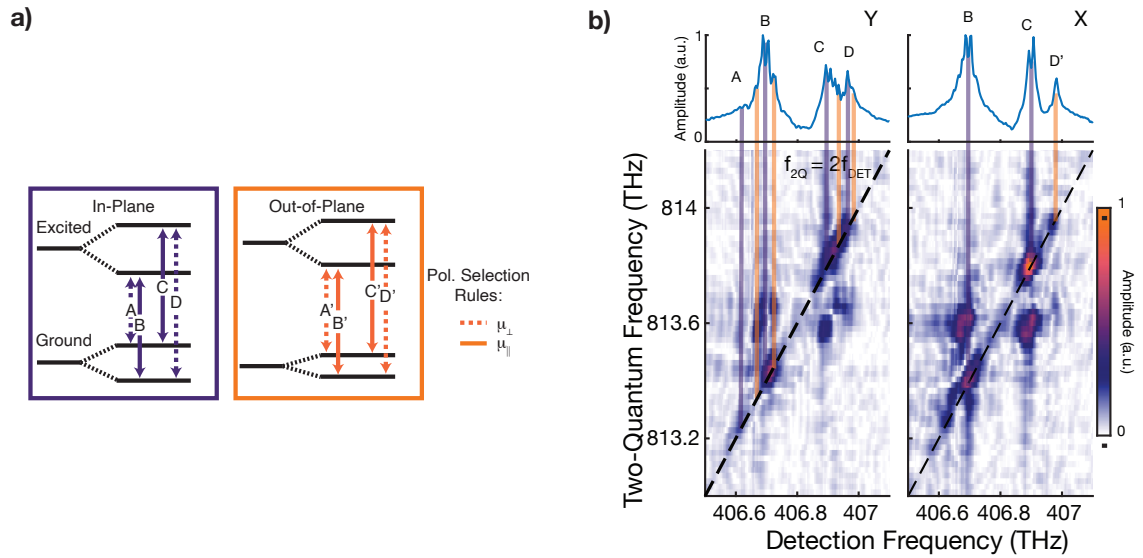 a)
In-Plane
Excited
A
B
C
D
Ground
Out-of-Plane
A'
B'
C'
D'
Pol. Selection
Rules:
μ⊥
μ||
b)
Amplitude (a.u.)
1
0
A
B
C
D
Y
B
C
D'
X
f2Q = 2fDET
Two-Quantum Frequency (THz)
814
813.6
813.2
406.6 406.8 407
406.6 406.8 407
Detection Frequency (THz)
1
0
Amplitude (a.u.)